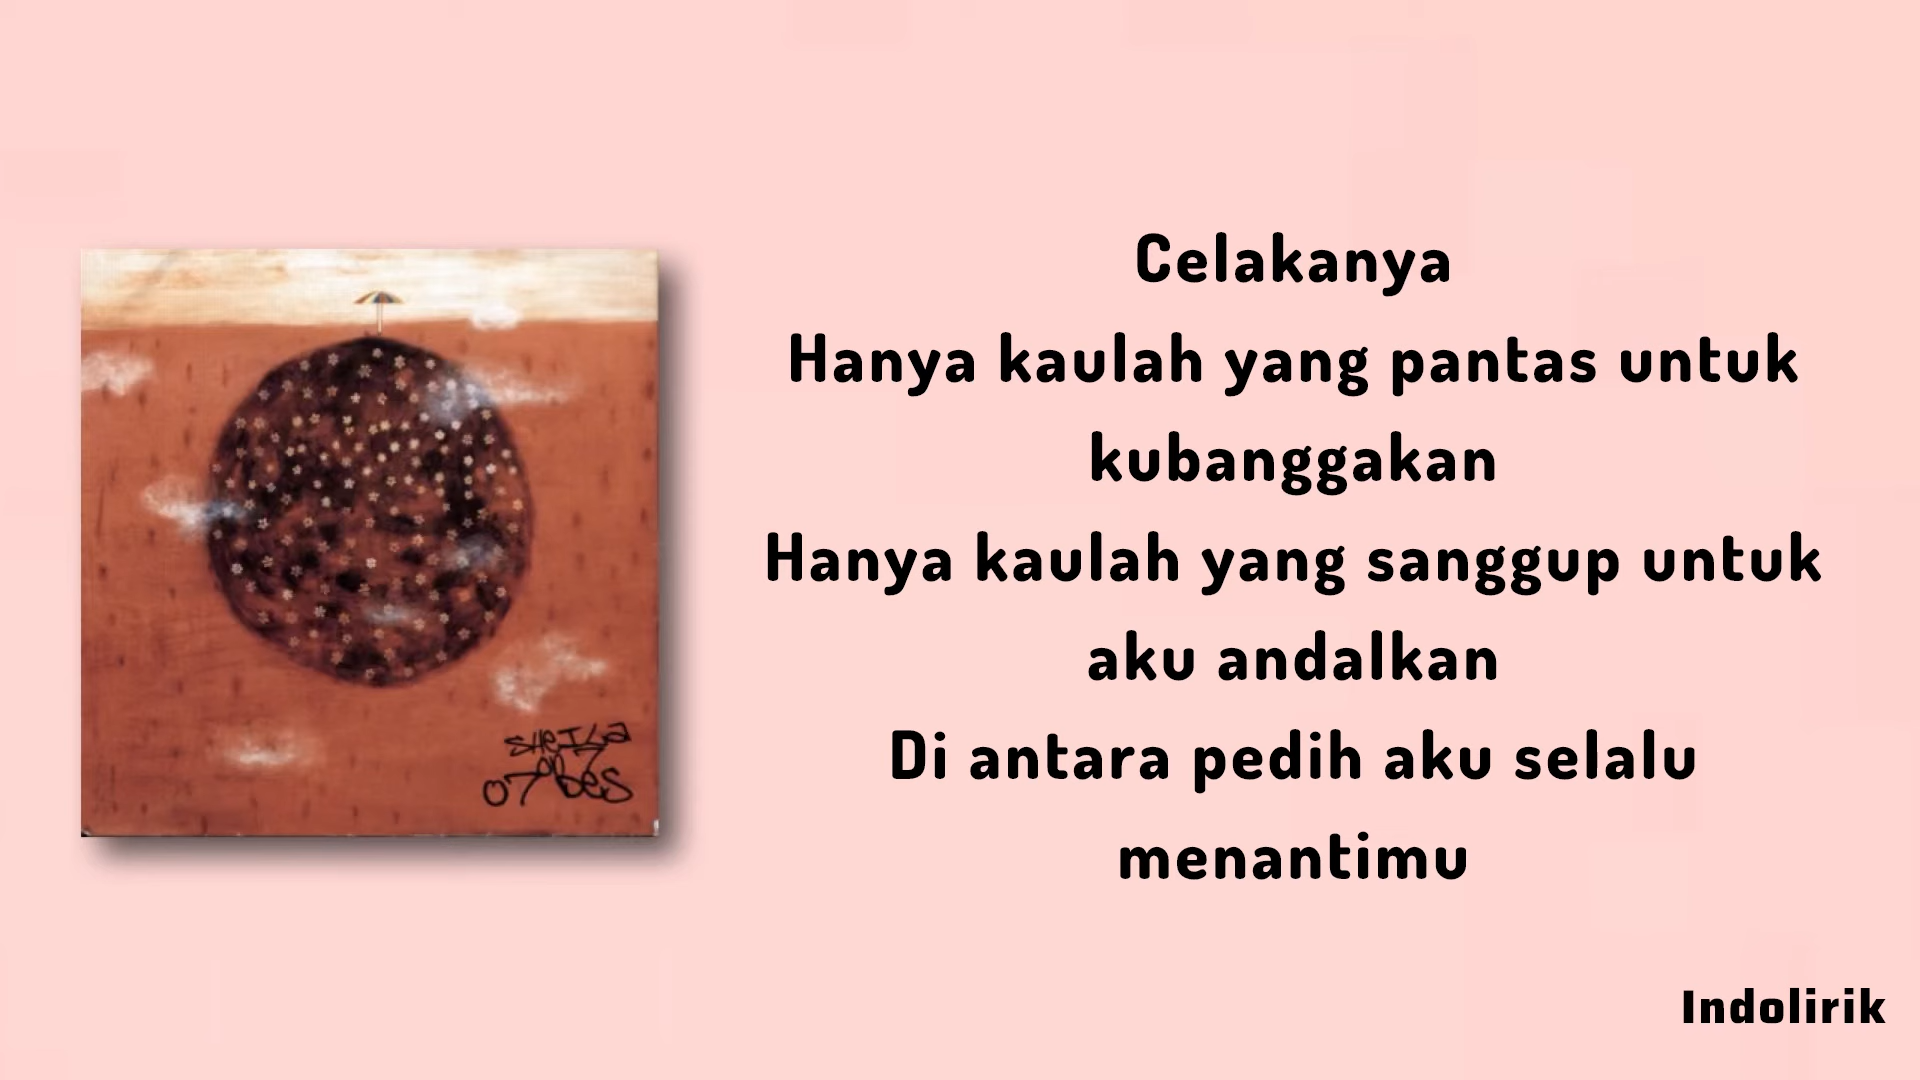 SHEILA
ON
07
DES
Celakanya
Hanya kaulah yang pantas untuk
kubanggakan
Hanya kaulah yang sanggup untuk
aku andalkan
Di antara pedih aku selalu
menantimu
Indolirik